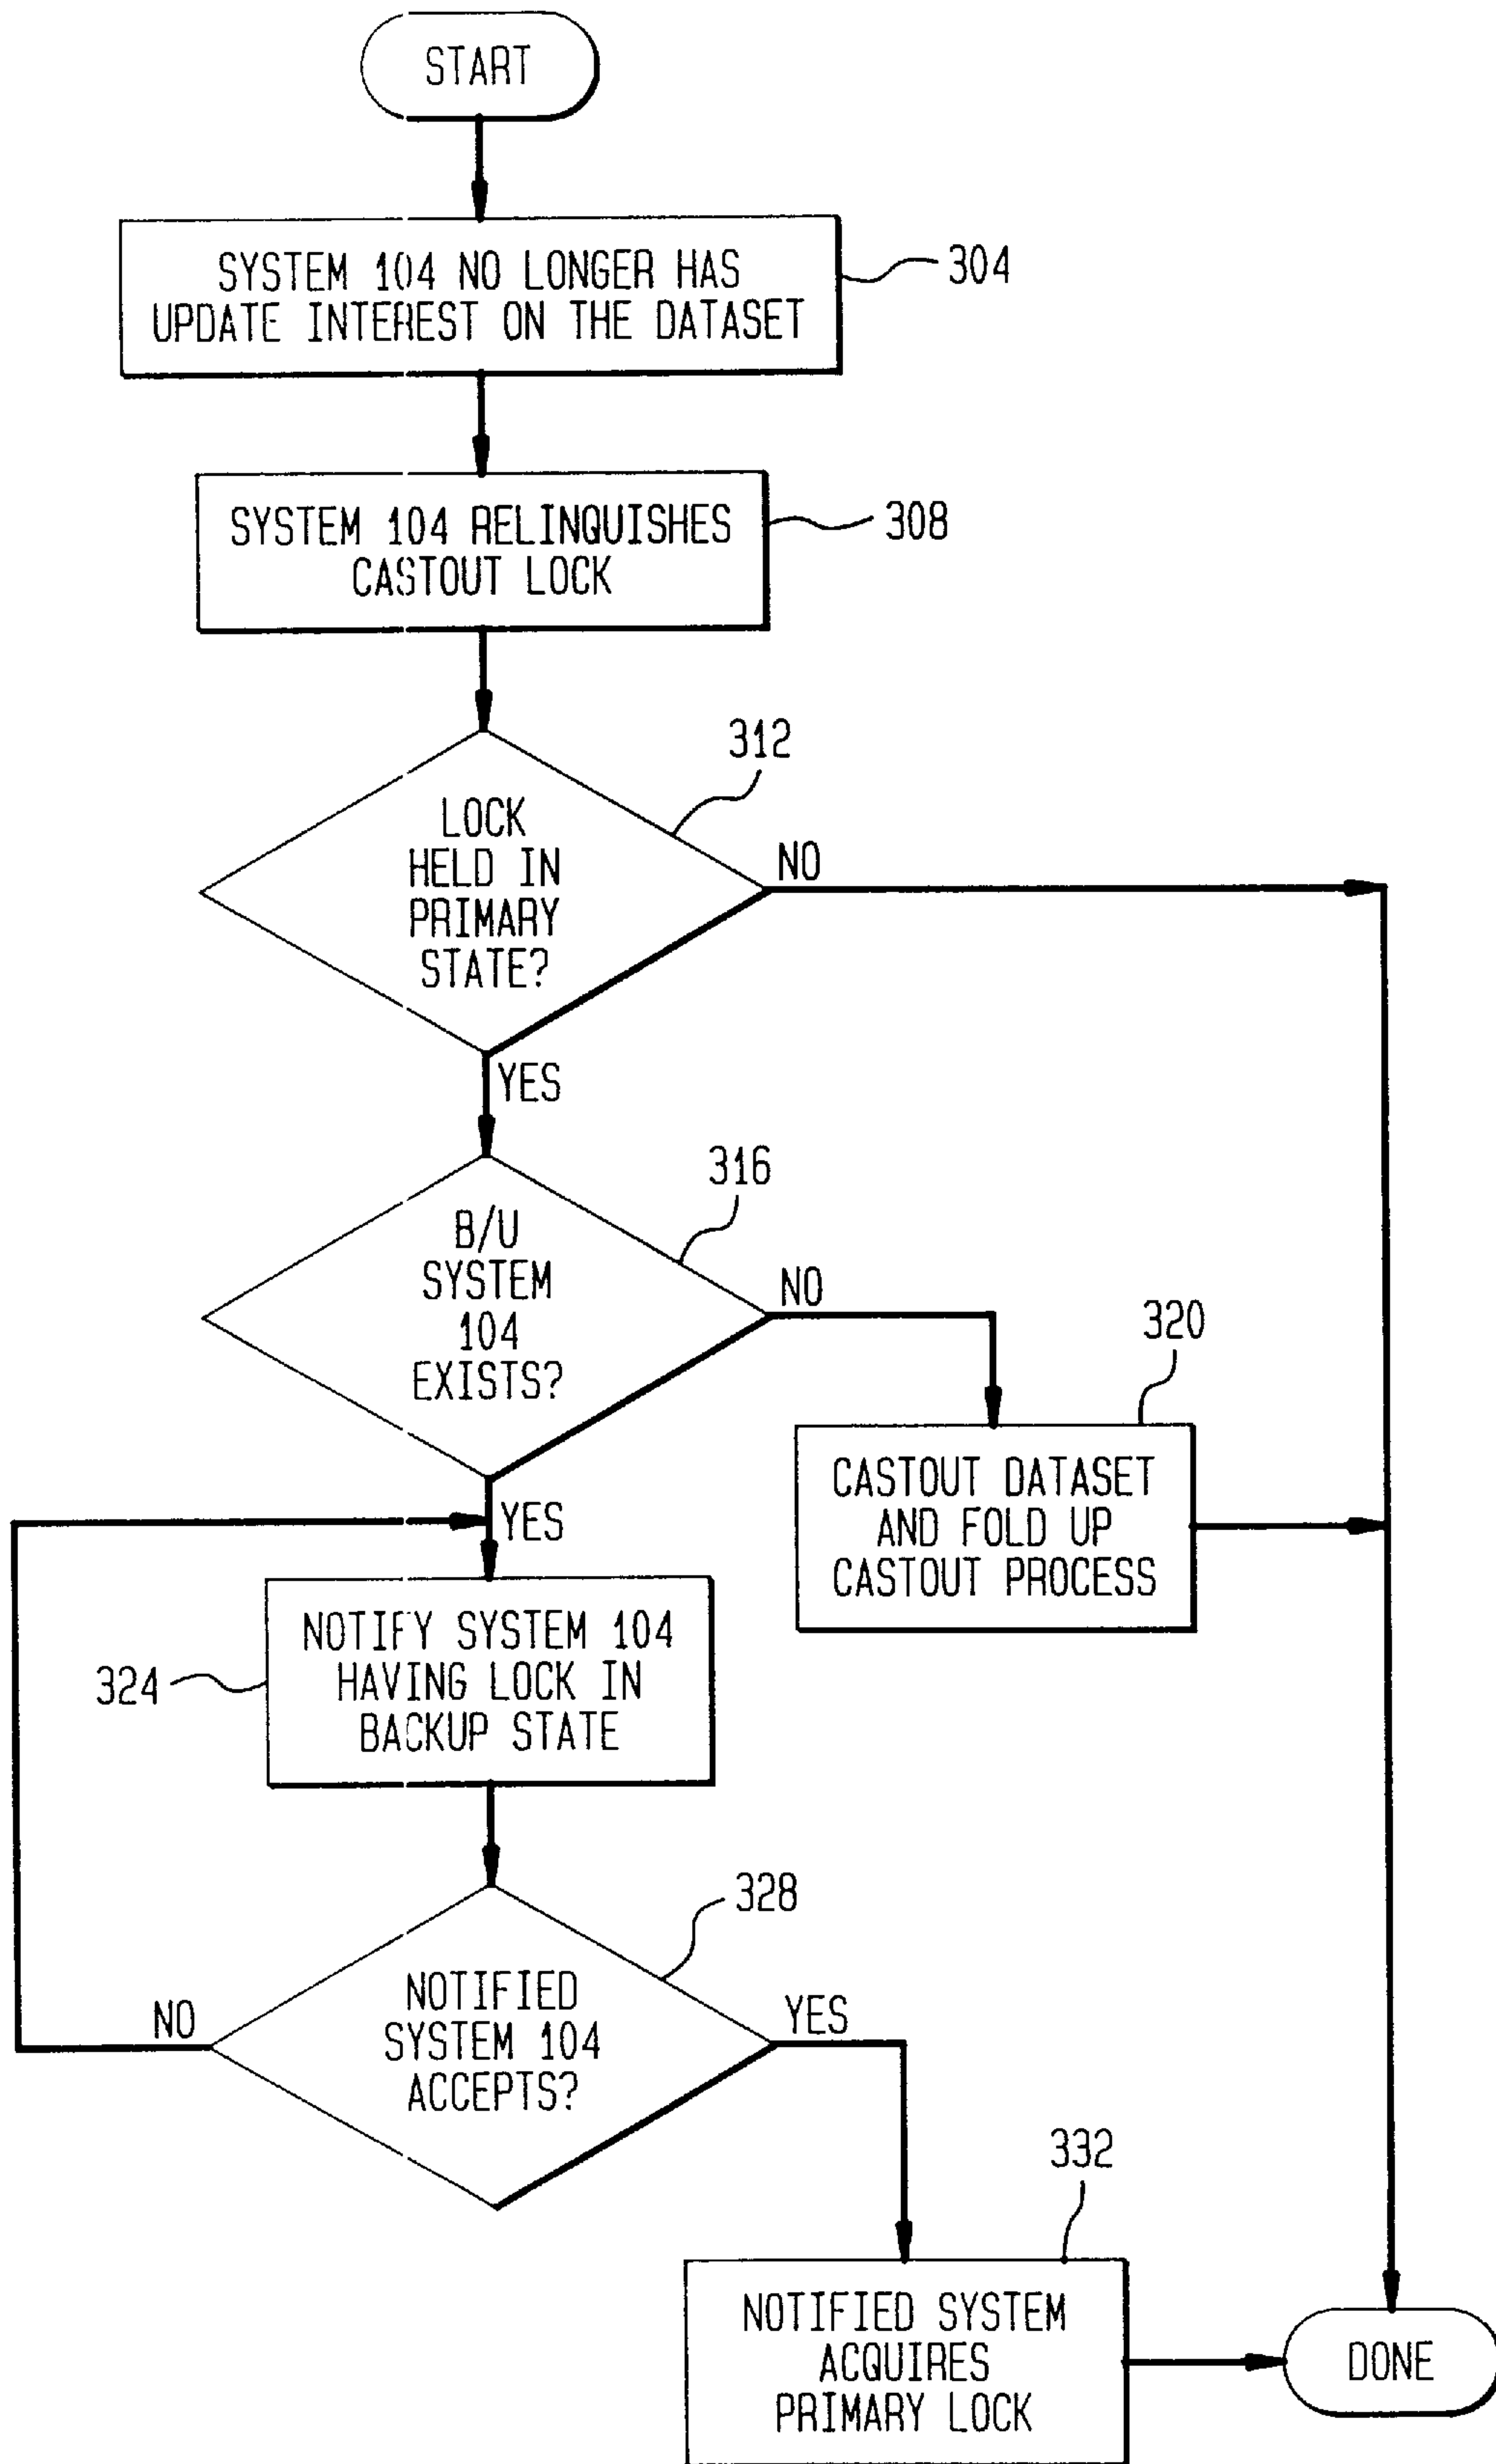 START
SYSTEM 104 NO LONGER HAS
UPDATE INTEREST ON THE DATASET
304
SYSTEM 104 RELINQUISHES
CASTOUT LOCK
308
312
LOCK
HELD IN
PRIMARY
STATE?
NO
YES
316
B/U
SYSTEM
104
EXISTS?
NO
320
CASTOUT DATASET
AND FOLD UP
CASTOUT PROCESS
YES
NOTIFY SYSTEM 104
HAVING LOCK IN
BACKUP STATE
324
328
NOTIFIED
SYSTEM 104
ACCEPTS?
NO
YES
332
NOTIFIED SYSTEM
ACQUIRES
PRIMARY LOCK
DONE